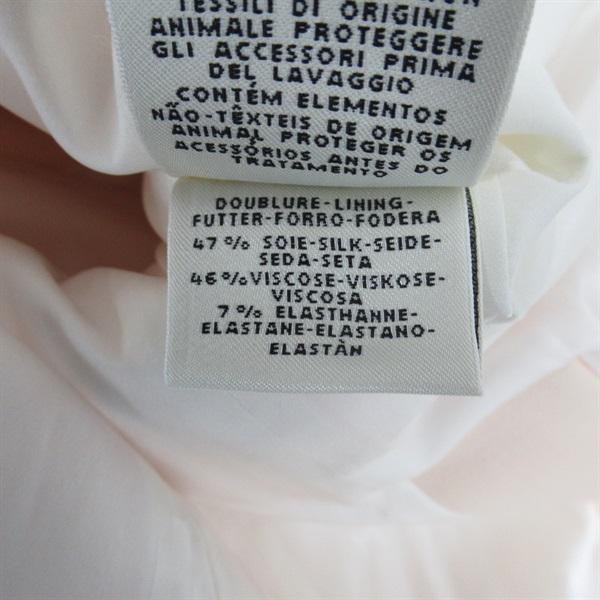 TESSILI DI ORIGINE
ANIMALE PROTEGGERE
GLI ACCESSORI PRIMA
DEL LAVAGGIO
CONTÉM ELEMENTOS
NÃO-TÊXTEIS DE ORIGEM
ANIMAL PROTEGER OS
ACESSÓRIOS ANTES DO
TRATAMENTO
DOUBLURE-LINING-
FUTTER-FORRO-FODERA
47% SOIE-SILK-SEIDE-
SEDA-SETA
46%VISCOSE-VISKOSE-
VISCOSA
7% ELASTHANNE-
ELASTANE-ELASTANO-
ELASTÀN